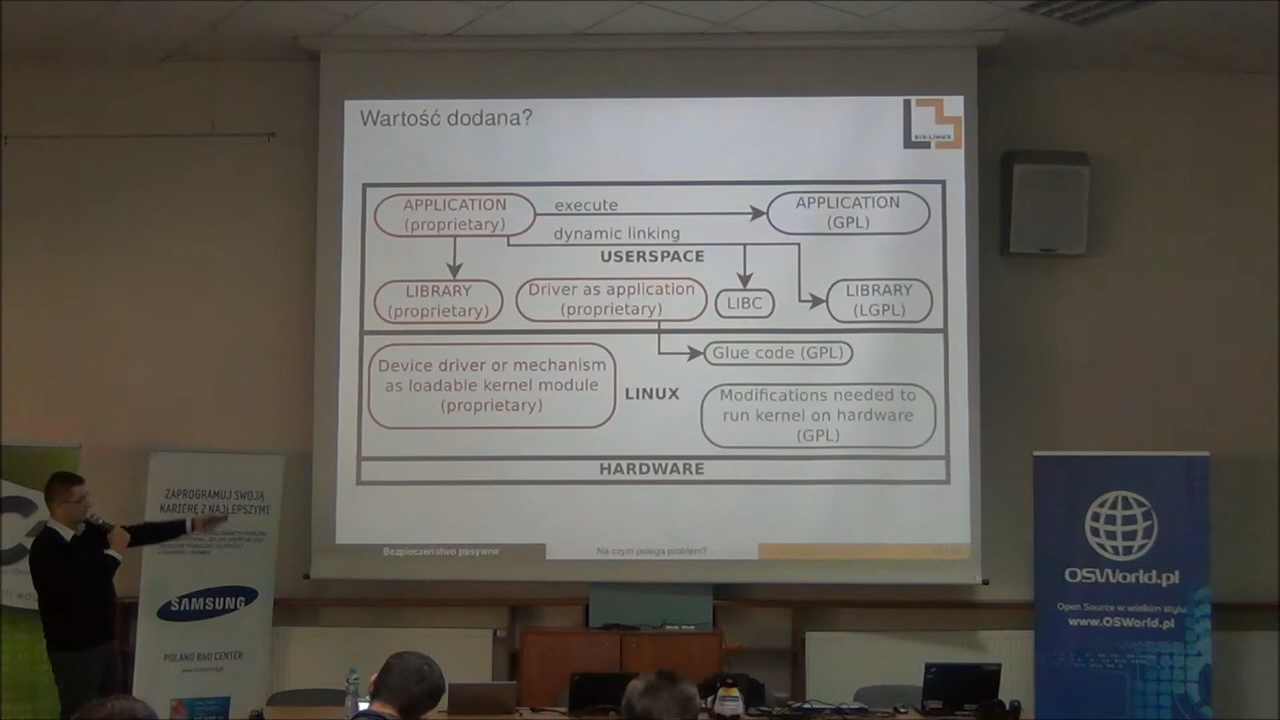 Wartość dodana?
BIS-LINUX
APPLICATION
(proprietary)
execute
APPLICATION
(GPL)
dynamic linking
USERSPACE
LIBRARY
(proprietary)
Driver as application
(proprietary)
LIBC
LIBRARY
(LGPL)
Device driver or mechanism
as loadable kernel module
(proprietary)
LINUX
Glue code (GPL)
Modifications needed to
run kernel on hardware
(GPL)
HARDWARE
Bezpieczeństwo pasywne
Na czym polega problem?
ZAPROGRAMUJ SWOJĄ
KARIERĘ Z NAJLEPSZYMI
SAMSUNG
POLAND R&D CENTER
OSWorld.pl
Open Source w wielkim stylu
www.OSWorld.pl